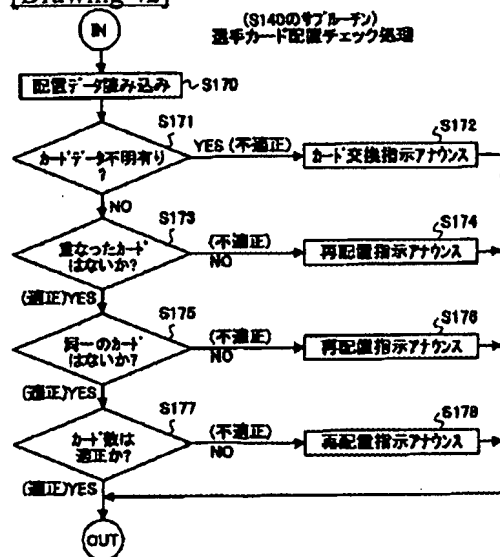 (S140のサブルーチン)
選手カード配置チェック処理
IN
配置データ読み込み
S170
S171
カードデータ不明有り
?
YES (不適正)
S172
カード交換指示アナウンス
NO
S173
重なったカード
はないか?
(不適正)
NO
S174
再配置指示アナウンス
(適正)YES
S175
同一のカード
はないか?
(不適正)
NO
S176
再配置指示アナウンス
(適正)YES
S177
カード数は
適正か?
(不適正)
NO
S178
再配置指示アナウンス
(適正)YES
OUT